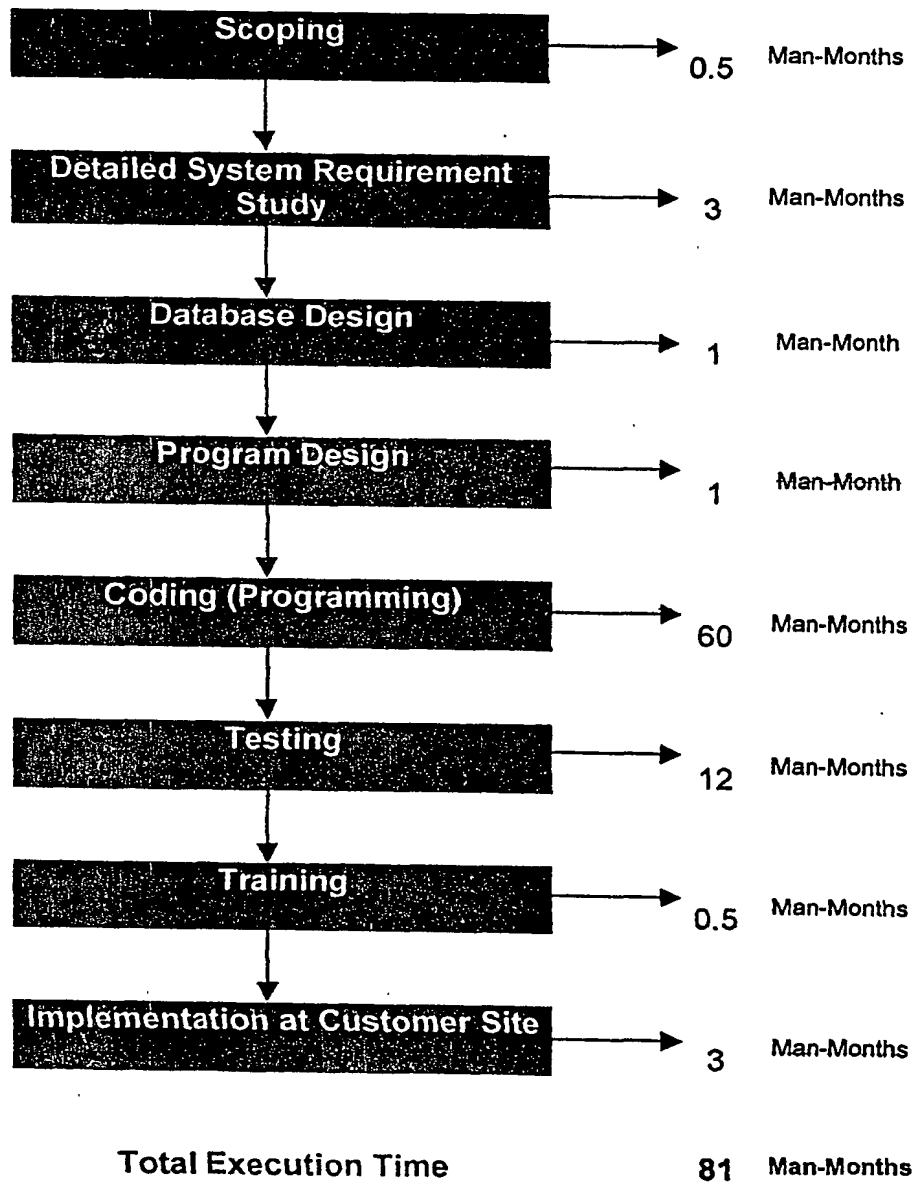 Scoping
0.5 Man-Months
Detailed System Requirement
Study
3 Man-Months
Database Design
1 Man-Month
Program Design
1 Man-Month
Coding (Programming)
60 Man-Months
Testing
12 Man-Months
Training
0.5 Man-Months
Implementation at Customer Site
3 Man-Months
Total Execution Time 81 Man-Months